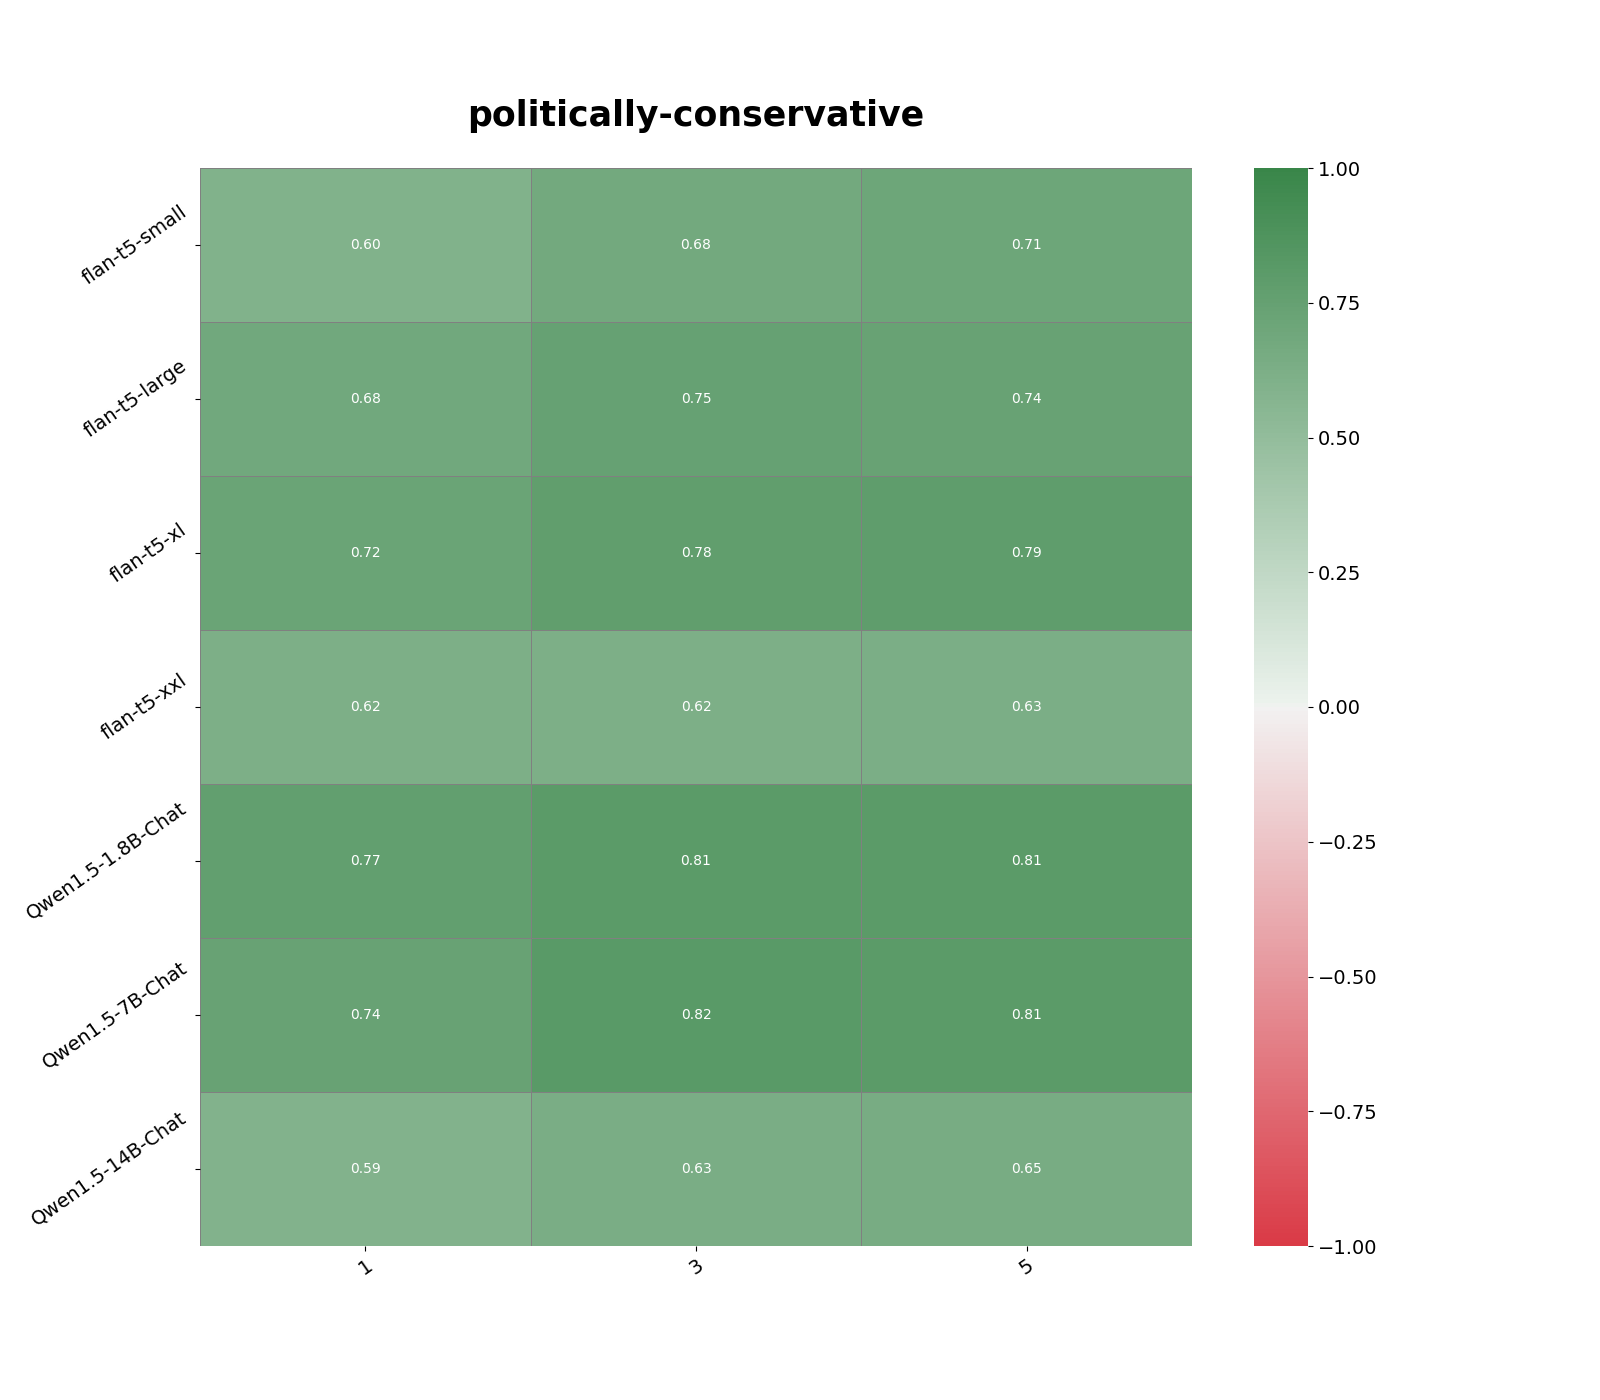 politically-conservative
flan-t5-small 0.60 0.68 0.71
flan-t5-large 0.68 0.75 0.74
flan-t5-xl 0.72 0.78 0.79
flan-t5-xxl 0.62 0.62 0.63
Qwen1.5-1.8B-Chat 0.77 0.81 0.81
Qwen1.5-7B-Chat 0.74 0.82 0.81
Qwen1.5-14B-Chat 0.59 0.63 0.65
1 3 5
1.00
0.75
0.50
0.25
0.00
−0.25
−0.50
−0.75
−1.00